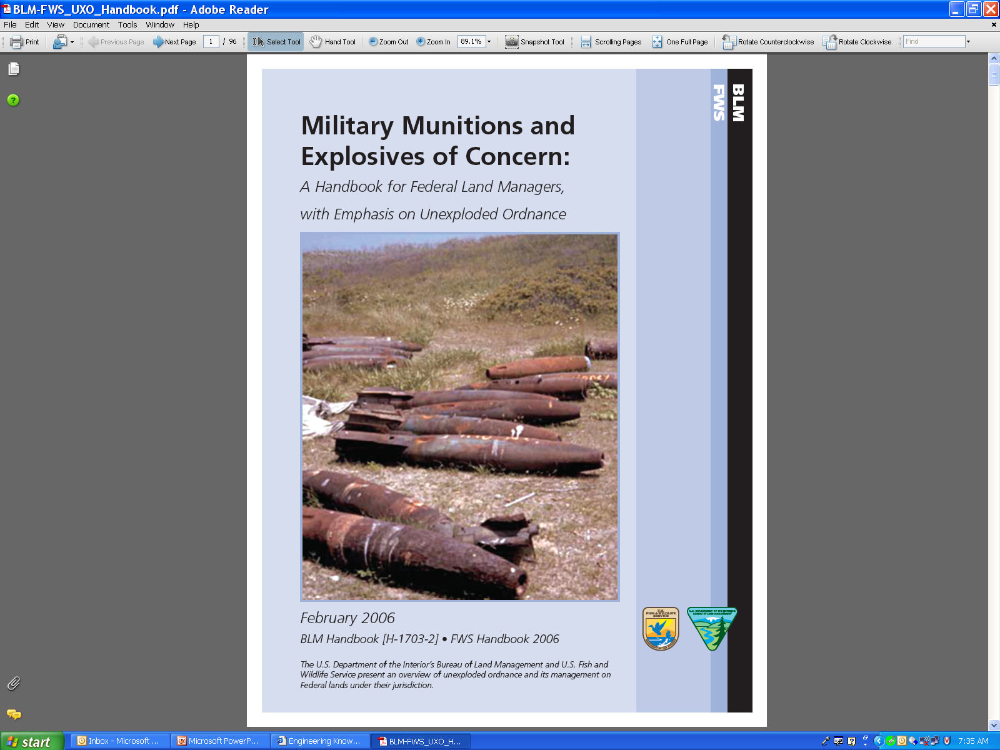 BLM-FWS_UXO_Handbook.pdf - Adobe Reader
File Edit View Document Tools Window Help
Print Previous Page Next Page 1 / 96 Select Tool Hand Tool Zoom Out Zoom In 89.1% Snapshot Tool Scrolling Pages One Full Page Rotate Counterclockwise Rotate Clockwise Find
BLM
FWS
Military Munitions and
Explosives of Concern:
A Handbook for Federal Land Managers,
with Emphasis on Unexploded Ordnance
February 2006
BLM Handbook [H-1703-2] • FWS Handbook 2006
U.S.
FISH & WILDLIFE
SERVICE
U.S. DEPARTMENT OF THE INTERIOR
BUREAU OF LAND MANAGEMENT
The U.S. Department of the Interior's Bureau of Land Management and U.S. Fish and
Wildlife Service present an overview of unexploded ordnance and its management on
Federal lands under their jurisdiction.
start Inbox - Microsoft ... Microsoft PowerP... Engineering Know... BLM-FWS_UXO_H... 7:35 AM